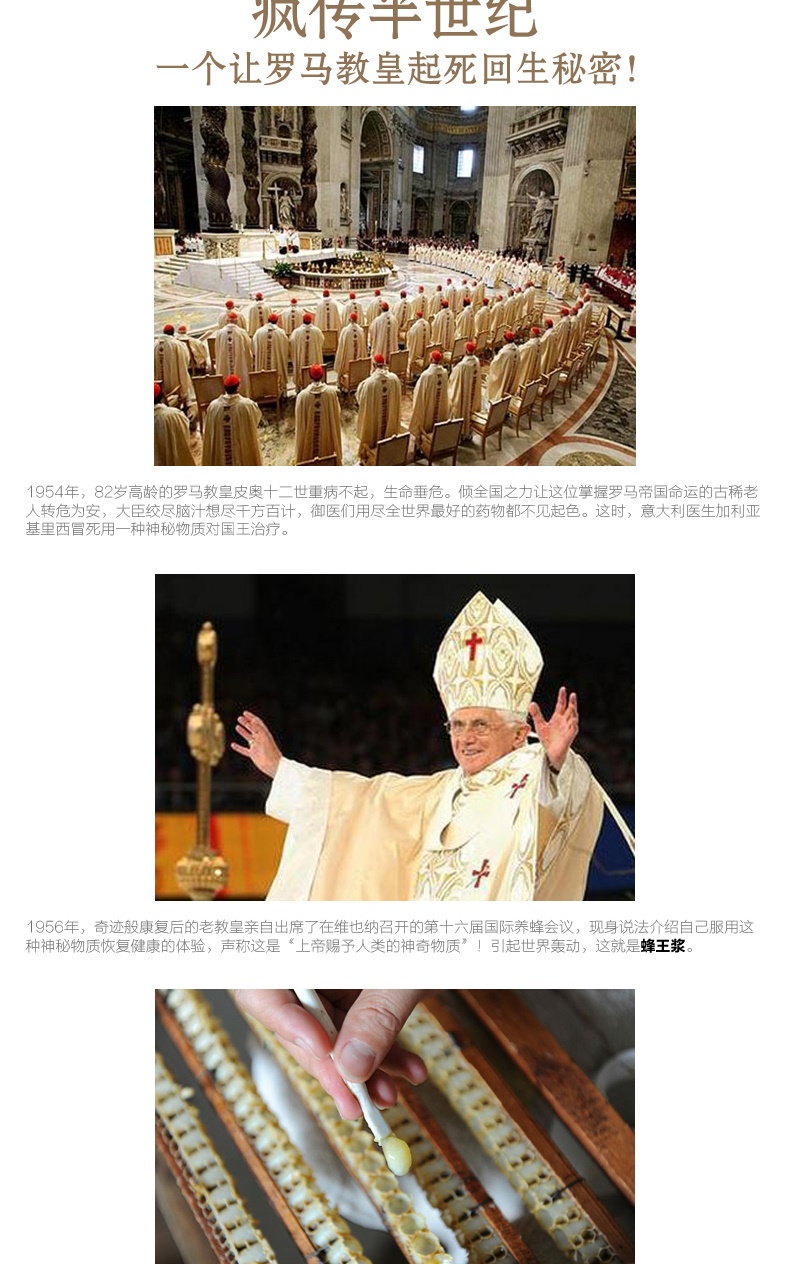 疯传半世纪
一个让罗马教皇起死回生秘密！
1954年，82岁高龄的罗马教皇皮奥十二世重病不起，生命垂危。倾全国之力让这位掌握罗马帝国命运的古稀老
人转危为安，大臣绞尽脑汁想尽千方百计，御医们用尽全世界最好的药物都不见起色。这时，意大利医生加利亚
基里西冒死用一种神秘物质对国王治疗。
1956年，奇迹般康复后的老教皇亲自出席了在维也纳召开的第十六届国际养蜂会议，现身说法介绍自己服用这
种神秘物质恢复健康的体验，声称这是“上帝赐予人类的神奇物质”！引起世界轰动，这就是蜂王浆。